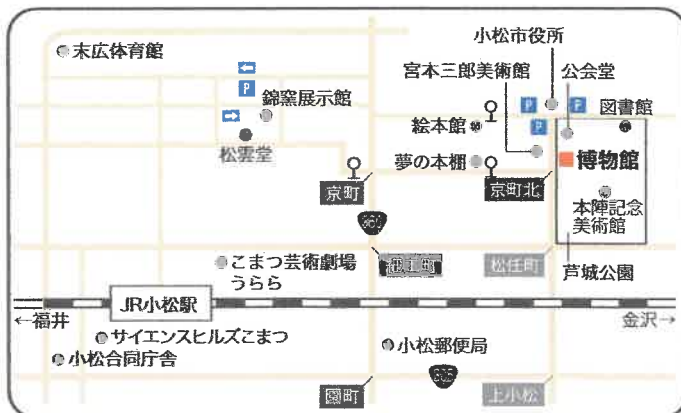 小松市役所
末広体育館
宮本三郎美術館
公会堂
P
錦窯展示館
P
P
図書館
絵本館
P
松雲堂
夢の本棚
博物館
京町
京町北
本陣記念
美術館
360
こまつ芸術劇場
うらら
細工町
松任町
芦城公園
JR小松駅
←福井
金沢→
サイエンスヒルズこまつ
小松合同庁舎
小松郵便局
305
園町
上小松